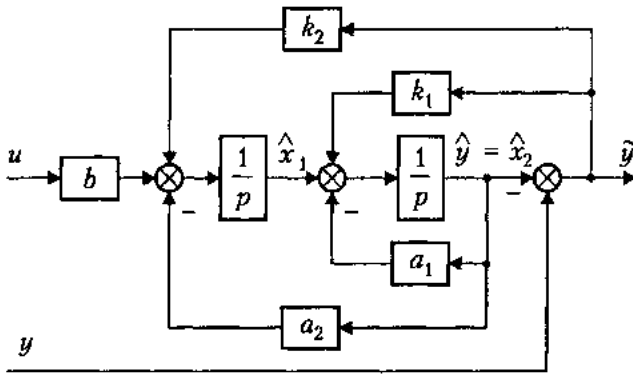 k₂
k₁
u
b
1/p
x̂₁
1/p
ŷ = x̂₂
ỹ
−
−
−
a₁
a₂
y